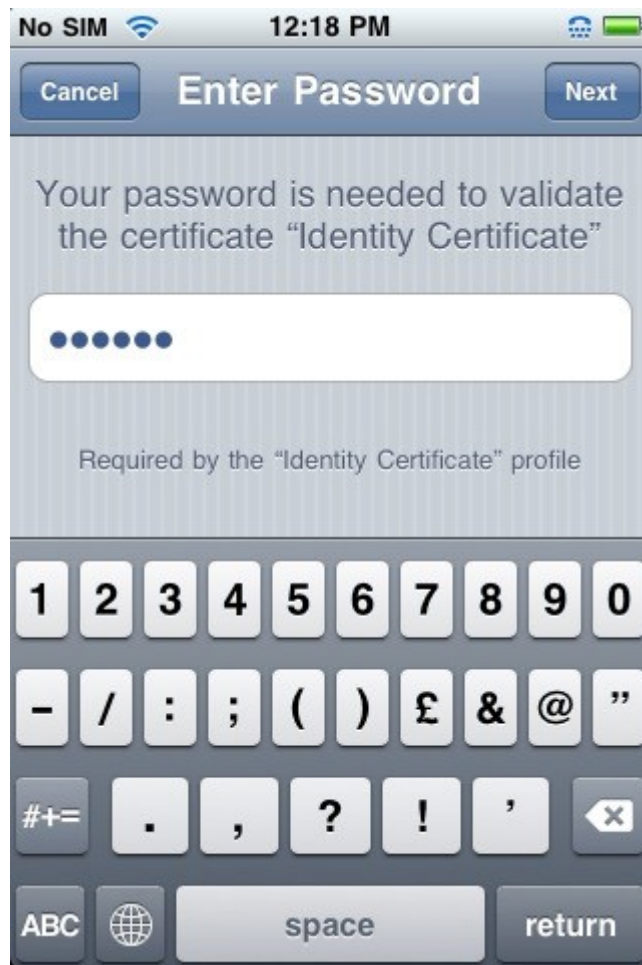 No SIM 12:18 PM
Cancel Enter Password Next
Your password is needed to validate
the certificate “Identity Certificate”
••••••
Required by the “Identity Certificate” profile
1 2 3 4 5 6 7 8 9 0
- / : ; ( ) £ & @ ”
#+= . , ? ! ’
ABC space return